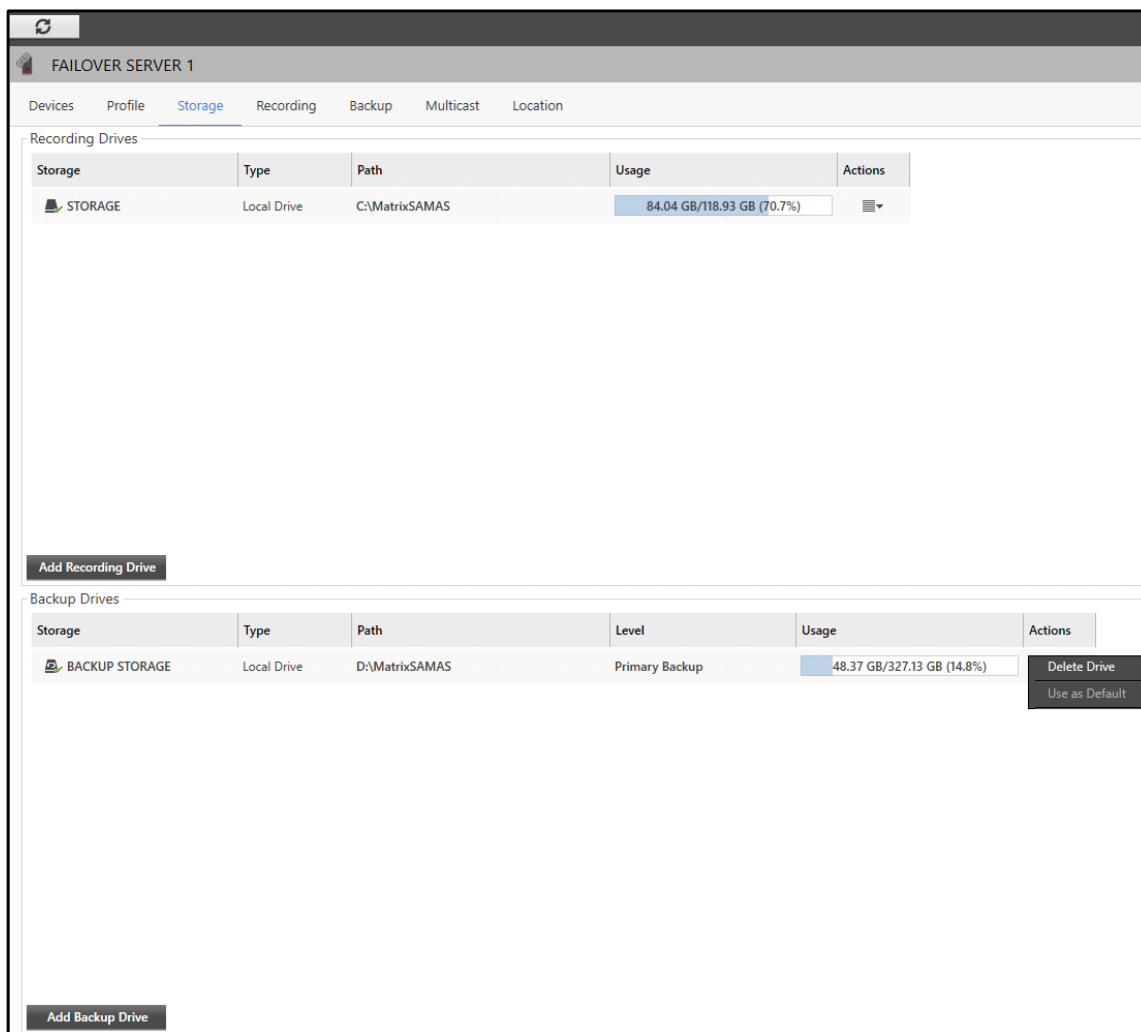 FAILOVER SERVER 1
Devices Profile Storage Recording Backup Multicast Location
Recording Drives
Storage Type Path Usage Actions
STORAGE Local Drive C:\MatrixSAMAS 84.04 GB/118.93 GB (70.7%)
Add Recording Drive
Backup Drives
Storage Type Path Level Usage Actions
BACKUP STORAGE Local Drive D:\MatrixSAMAS Primary Backup 48.37 GB/327.13 GB (14.8%) Delete Drive
Use as Default
Add Backup Drive